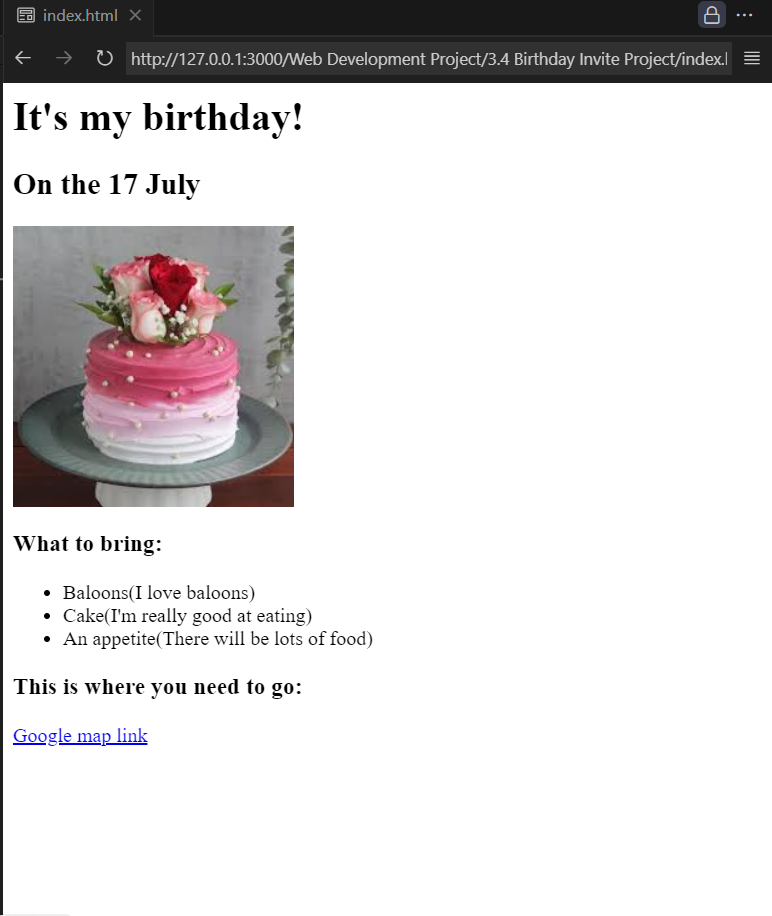 index.html
http://127.0.0.1:3000/Web Development Project/3.4 Birthday Invite Project/index.
It's my birthday!
On the 17 July
What to bring:
Baloons(I love baloons)
Cake(I'm really good at eating)
An appetite(There will be lots of food)
This is where you need to go:
Google map link